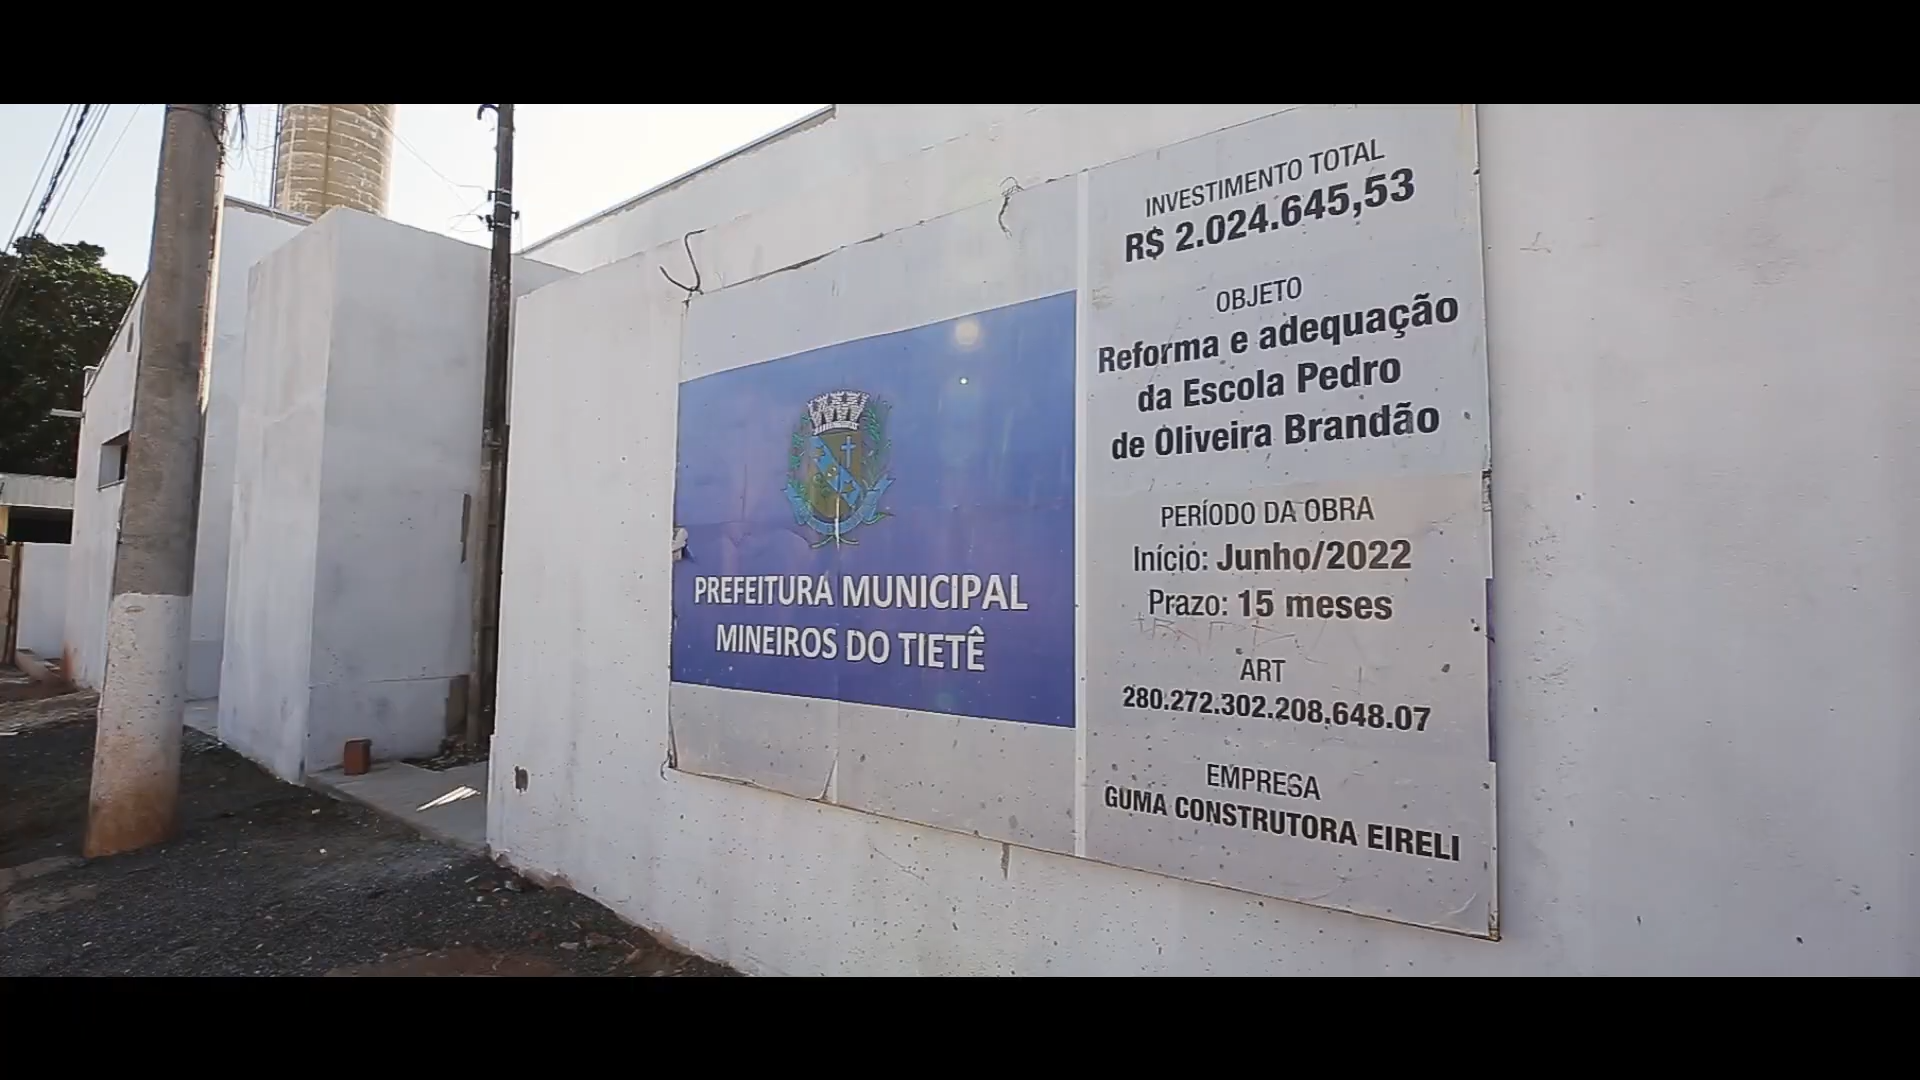 PREFEITURA MUNICIPAL
MINEIROS DO TIETÊ
INVESTIMENTO TOTAL
R$ 2.024.645,53
OBJETO
Reforma e adequação
da Escola Pedro
de Oliveira Brandão
PERÍODO DA OBRA
Início: Junho/2022
Prazo: 15 meses
ART
280.272.302.208.648.07
EMPRESA
GUMA CONSTRUTORA EIRELI